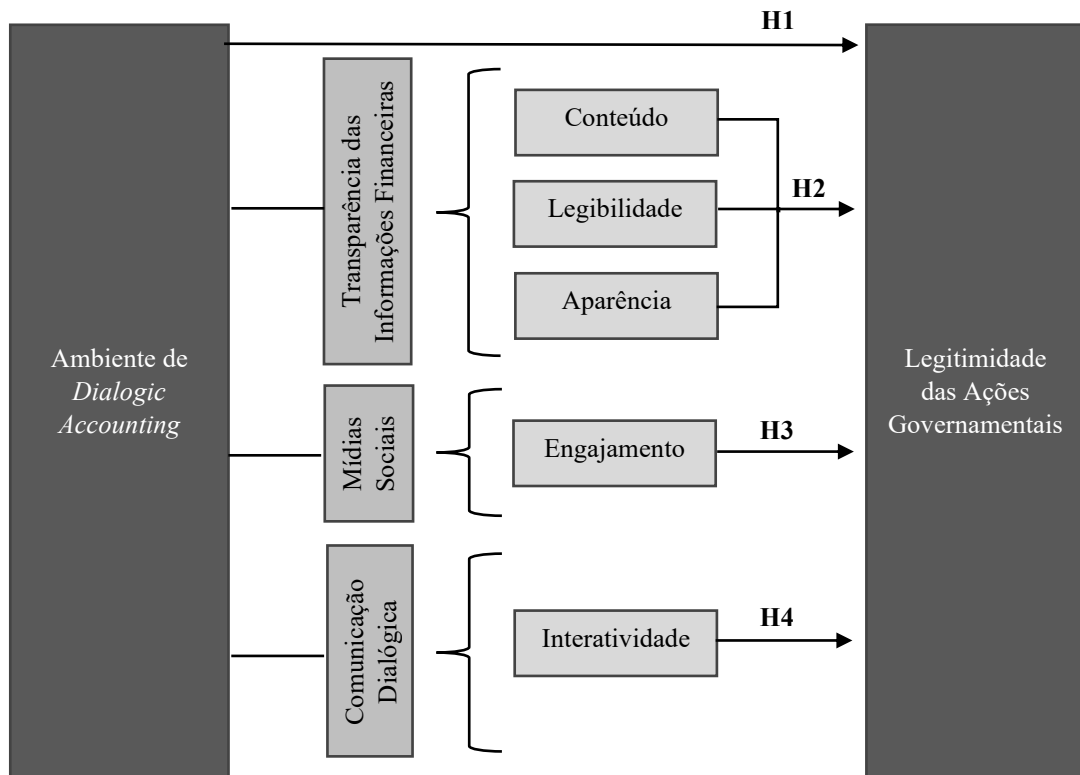 H1
Ambiente de
Dialogic
Accounting
Transparência das
Informações Financeiras
Conteúdo
Legibilidade
Aparência
H2
Mídias
Sociais
Engajamento
H3
Comunicação
Dialógica
Interatividade
H4
Legitimidade
das Ações
Governamentais